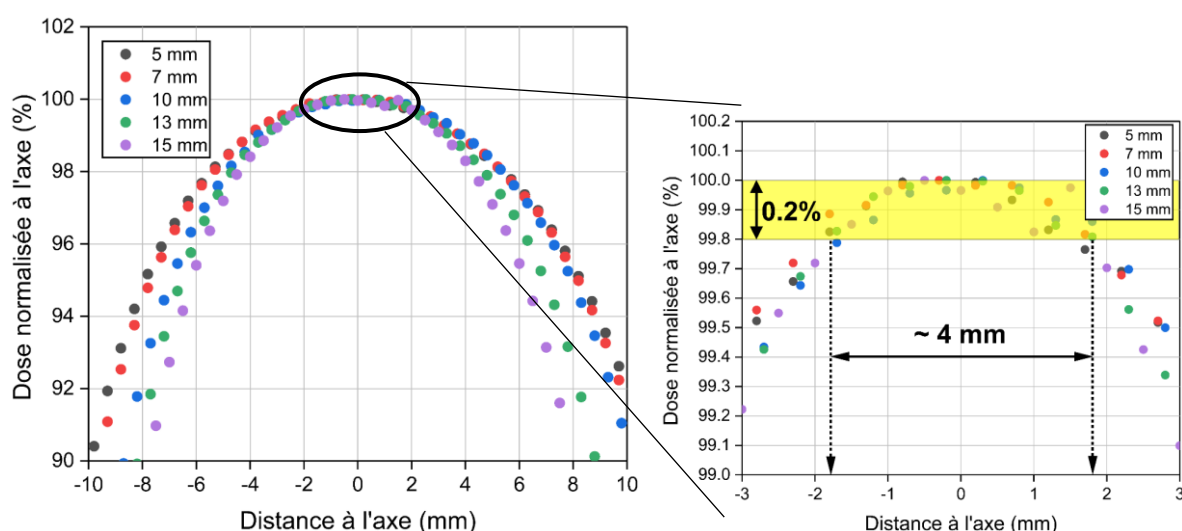 102
100
98
96
94
92
90
Dose normalisée à l'axe (%)
5 mm
7 mm
10 mm
13 mm
15 mm
-10 -8 -6 -4 -2 0 2 4 6 8 10
Distance à l'axe (mm)
100.2
100.1
100.0
99.9
99.8
99.7
99.6
99.5
99.4
99.3
99.2
99.1
99.0
Dose normalisée à l'axe (%)
5 mm
7 mm
10 mm
13 mm
15 mm
0.2%
~ 4 mm
-3 -2 -1 0 1 2 3
Distance à l'axe (mm)